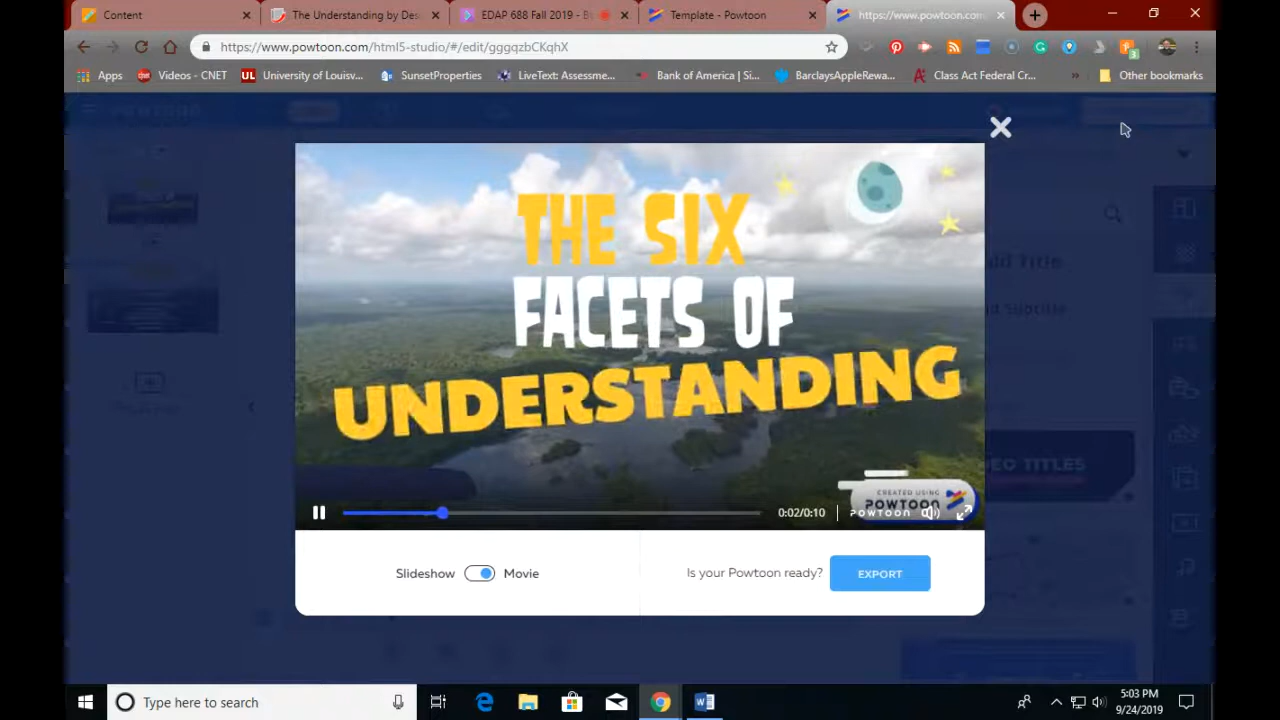 Content
The Understanding by Des
EDAP 688 Fall 2019 - B
Template - Powtoon
https://www.powtoon.com
https://www.powtoon.com/html5-studio/#/edit/gggqzbCKqhX
3
Apps
Videos - CNET
UL University of Louisv...
SunsetProperties
LiveText: Assessme...
Bank of America | Si...
BarclaysAppleRewa...
Class Act Federal Cr...
»
Other bookmarks
THE SIX
FACETS OF
UNDERSTANDING
CREATED USING
POWTOON
0:02/0:10
POWTOON
Slideshow
Movie
Is your Powtoon ready?
EXPORT
Type here to search
5:03 PM
9/24/2019